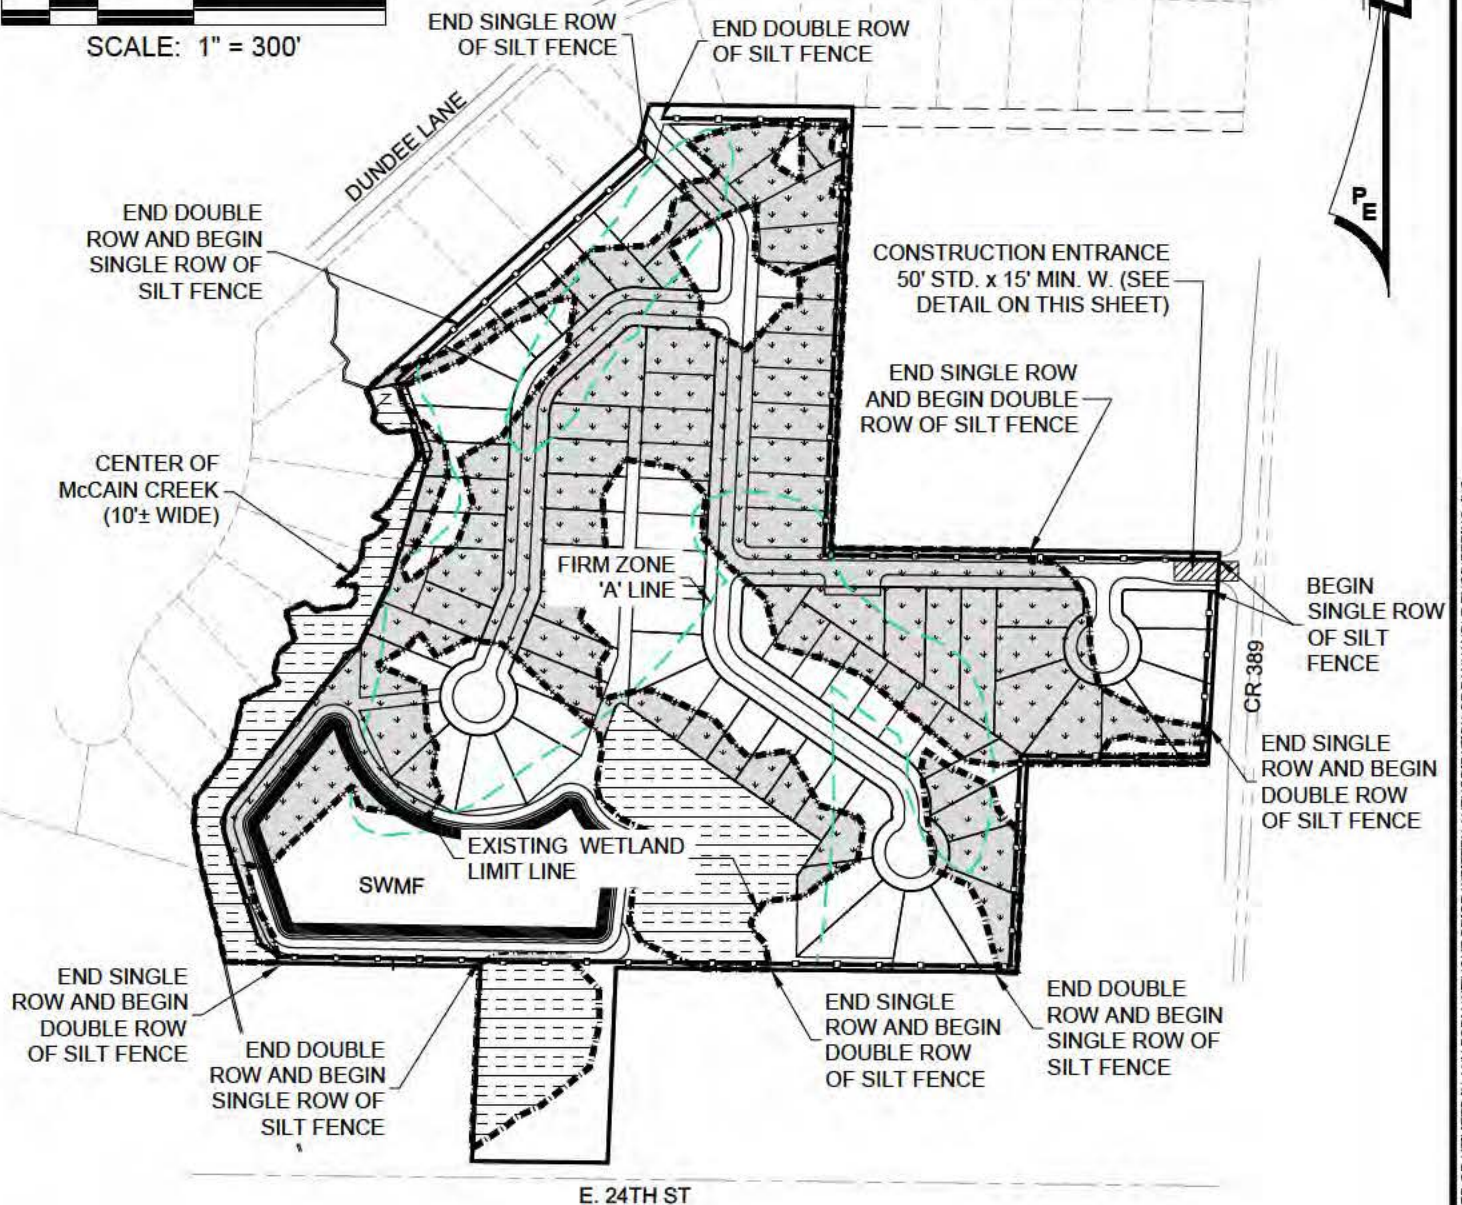 SCALE: 1" = 300'
END SINGLE ROW
OF SILT FENCE
END DOUBLE ROW
OF SILT FENCE
DUNDEE LANE
END DOUBLE
ROW AND BEGIN
SINGLE ROW OF
SILT FENCE
CONSTRUCTION ENTRANCE
50' STD. x 15' MIN. W. (SEE
DETAIL ON THIS SHEET)
PE
END SINGLE ROW
AND BEGIN DOUBLE
ROW OF SILT FENCE
Z
CENTER OF
McCAIN CREEK
(10'± WIDE)
FIRM ZONE
'A' LINE
BEGIN
SINGLE ROW
OF SILT
FENCE
CR 389
END SINGLE
ROW AND BEGIN
DOUBLE ROW
OF SILT FENCE
EXISTING WETLAND
LIMIT LINE
SWMF
END SINGLE
ROW AND BEGIN
DOUBLE ROW
OF SILT FENCE
END DOUBLE
ROW AND BEGIN
SINGLE ROW OF
SILT FENCE
END SINGLE
ROW AND BEGIN
DOUBLE ROW
OF SILT FENCE
END DOUBLE
ROW AND BEGIN
SINGLE ROW OF
SILT FENCE
E. 24TH ST